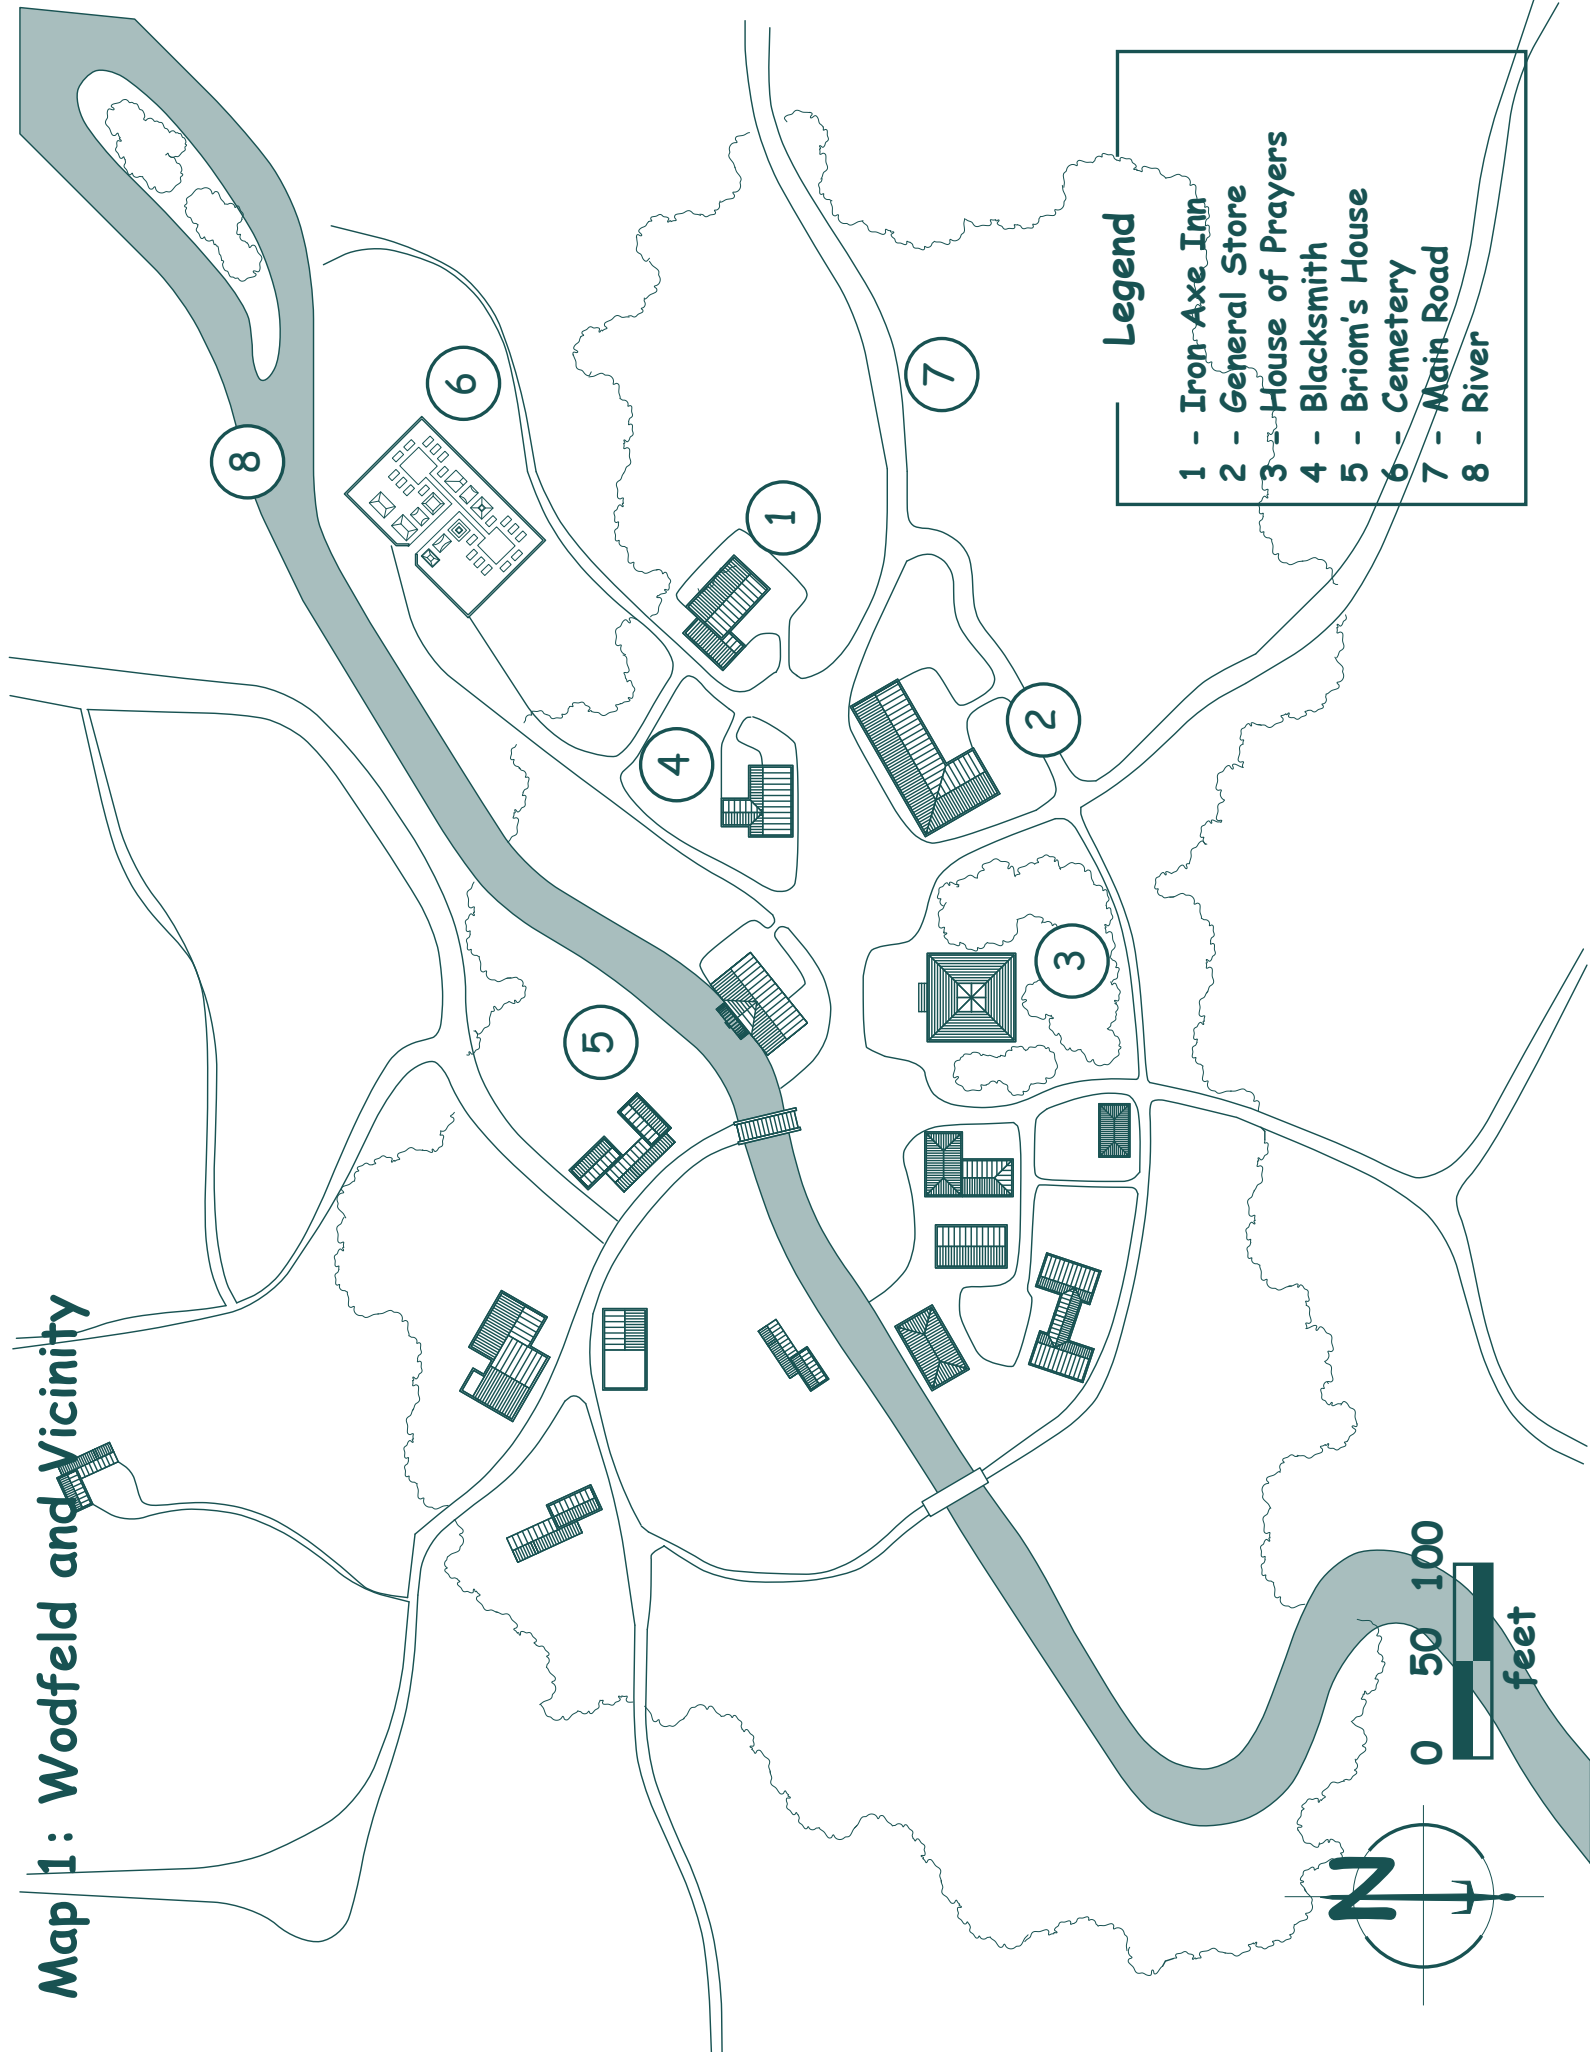 Map 1: Wodfeld and Vicinity
8
6
7
1
2
4
3
5
Legend
1 - Iron Axe Inn
2 - General Store
3 - House of Prayers
4 - Blacksmith
5 - Briom's House
6 - Cemetery
7 - Main Road
8 - River
0 50 100
feet
N